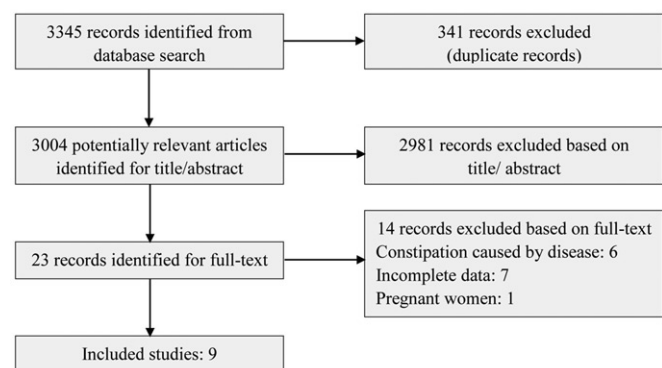 3345 records identified from
database search
341 records excluded
(duplicate records)
3004 potentially relevant articles
identified for title/abstract
2981 records excluded based on
title/ abstract
23 records identified for full-text
14 records excluded based on full-text
Constipation caused by disease: 6
Incomplete data: 7
Pregnant women: 1
Included studies: 9